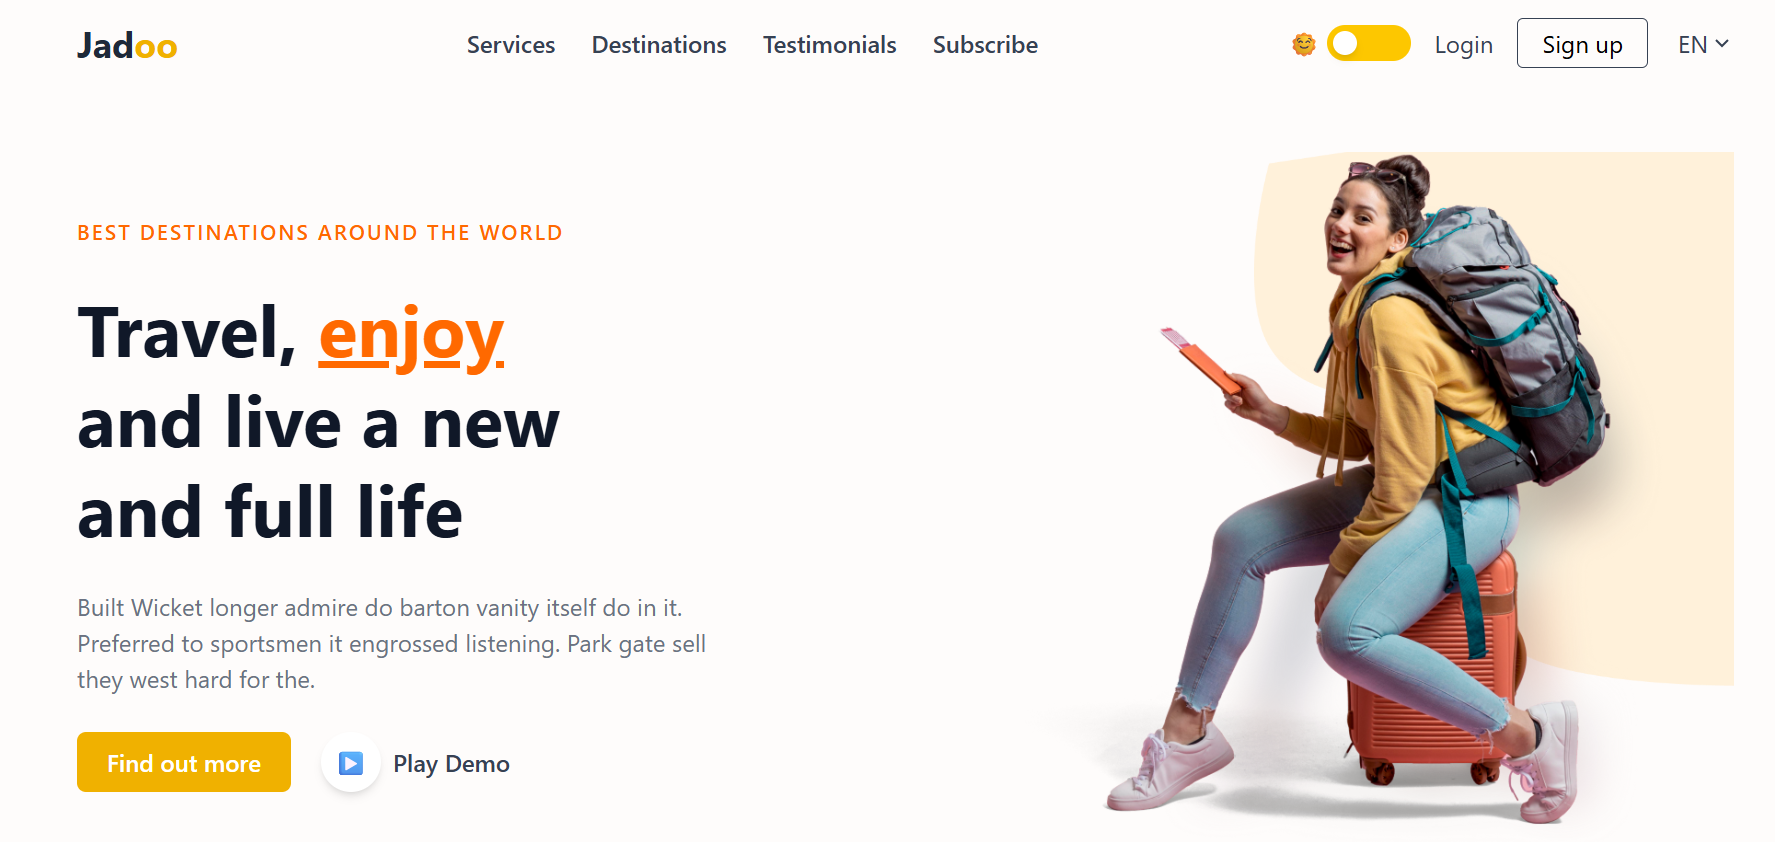 Jadoo
Services
Destinations
Testimonials
Subscribe
Login
Sign up
EN
BEST DESTINATIONS AROUND THE WORLD
Travel, enjoy
and live a new
and full life
Built Wicket longer admire do barton vanity itself do in it.
Preferred to sportsmen it engrossed listening. Park gate sell
they west hard for the.
Find out more
Play Demo